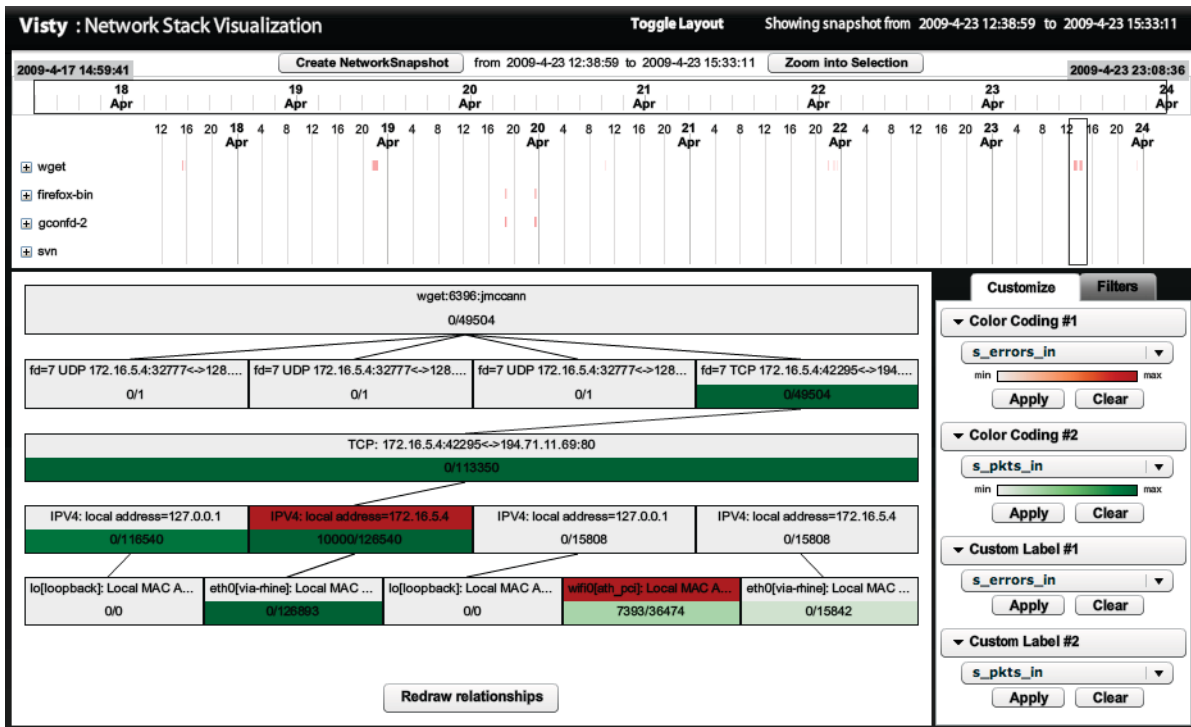 Visty : Network Stack Visualization Toggle Layout Showing snapshot from 2009-4-23 12:38:59 to 2009-4-23 15:33:11
2009-4-17 14:59:41 Create NetworkSnapshot from 2009-4-23 12:38:59 to 2009-4-23 15:33:11 Zoom into Selection 2009-4-23 23:08:36
18 19 20 21 22 23 24
Apr Apr Apr Apr Apr Apr Apr
12 16 20 18 4 8 12 16 20 19 4 8 12 16 20 20 4 8 12 16 20 21 4 8 12 16 20 22 4 8 12 16 20 23 4 8 12 16 20 24
Apr Apr Apr Apr Apr Apr Apr
wget
firefox-bin
gconfd-2
svn
wget:6396:jmccann
0/49504
fd=7 UDP 172.16.5.4:32777<->128.... fd=7 UDP 172.16.5.4:32777<->128.... fd=7 UDP 172.16.5.4:32777<->128... fd=7 TCP 172.16.5.4:42295<->194....
0/1 0/1 0/1 0/49504
TCP: 172.16.5.4:42295<->194.71.11.69:80
0/113350
IPV4: local address=127.0.0.1 IPV4: local address=172.16.5.4 IPV4: local address=127.0.0.1 IPV4: local address=172.16.5.4
0/116540 10000/126540 0/15808 0/15808
lo[loopback]: Local MAC A... eth0[via-rhine]: Local MAC ... lo[loopback]: Local MAC A... wifi0[ath_pci]: Local MAC A... eth0[via-rhine]: Local MAC ...
0/0 0/126893 0/0 7393/36474 0/15842
Redraw relationships
Customize Filters
Color Coding #1
s_errors_in
min max
Apply Clear
Color Coding #2
s_pkts_in
min max
Apply Clear
Custom Label #1
s_errors_in
Apply Clear
Custom Label #2
s_pkts_in
Apply Clear